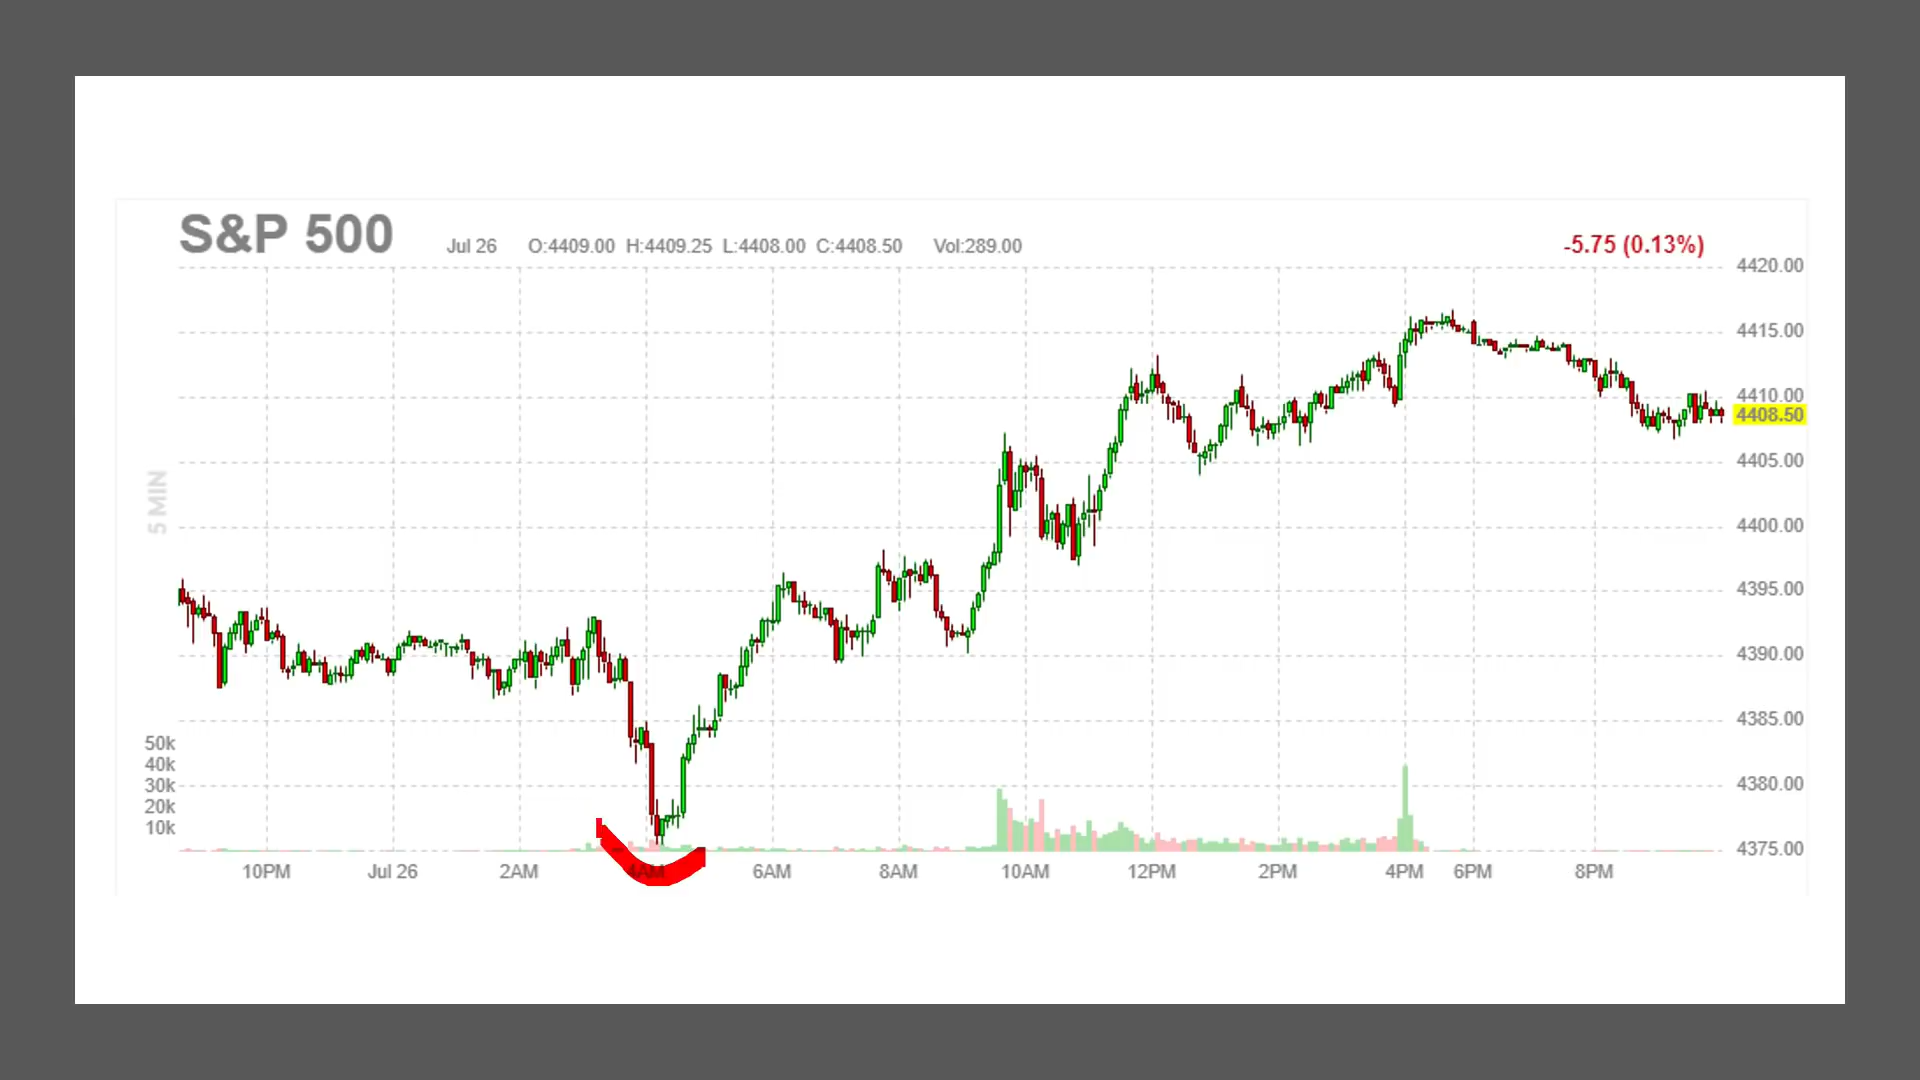 S&P 500 Jul 26 O:4409.00 H:4409.25 L:4408.00 C:4408.50 Vol:289.00 -5.75 (0.13%)
4420.00
4415.00
4410.00
4408.50
4405.00
5 MIN
4400.00
4395.00
4390.00
4385.00
50k
40k
4380.00
30k
20k
10k
4375.00
10PM Jul 26 2AM 4AM 6AM 8AM 10AM 12PM 2PM 4PM 6PM 8PM